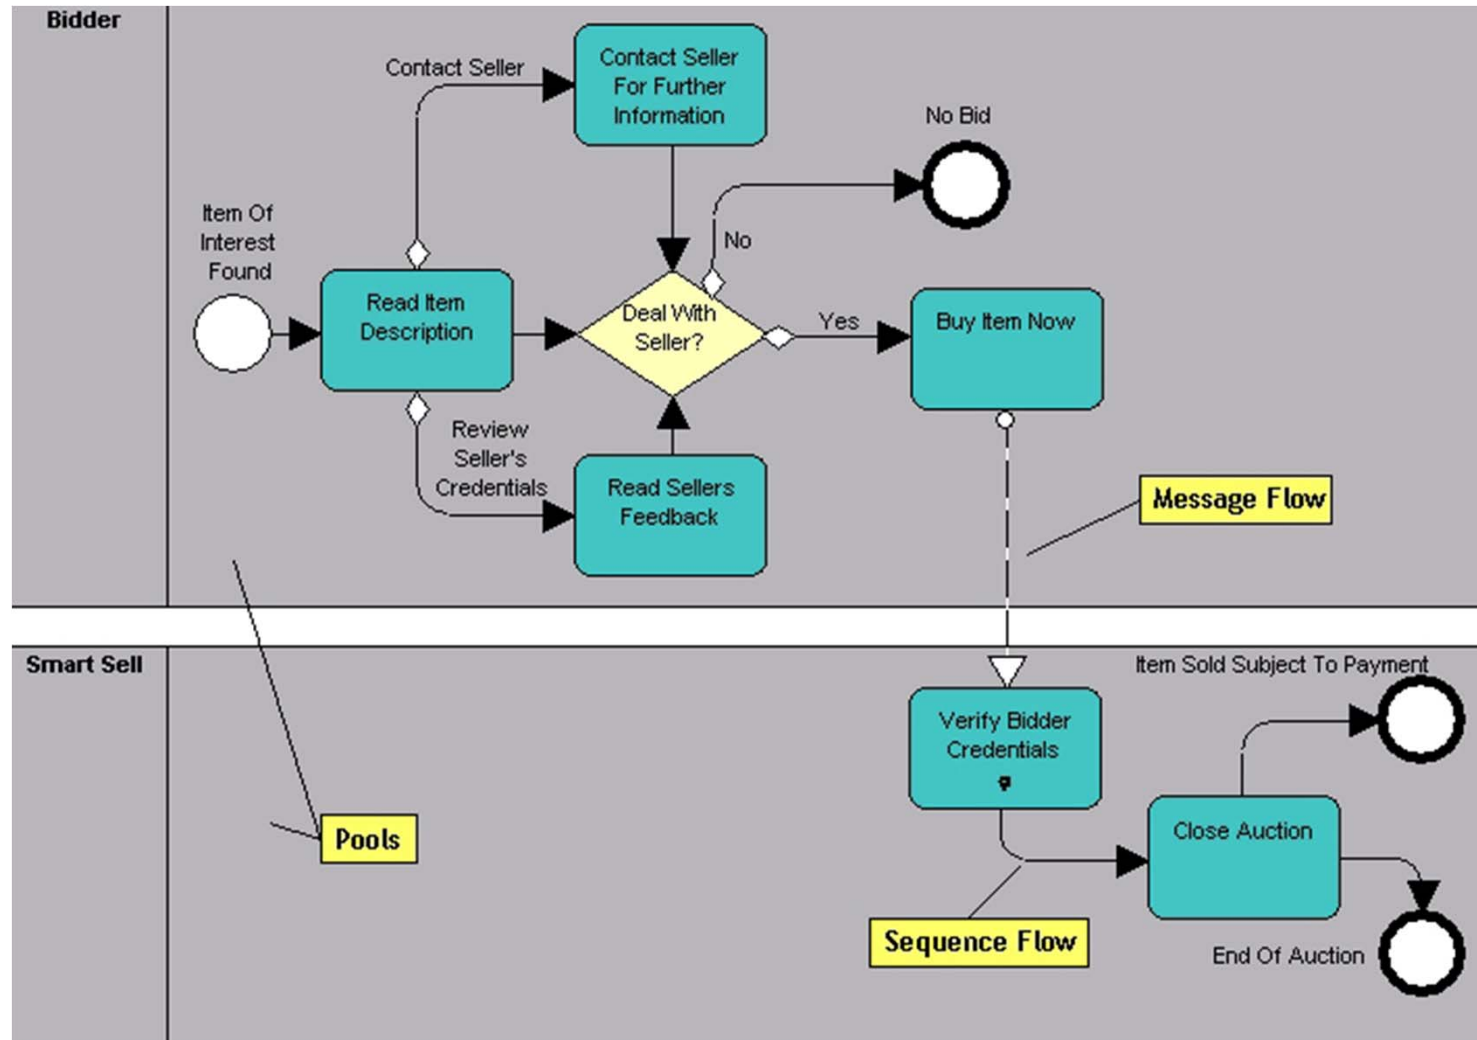 Bidder
Contact Seller
Contact Seller
For Further
Information
No Bid
Item Of
Interest
Found
No
Read Item
Description
Deal With
Seller?
Yes
Buy Item Now
Review
Seller's
Credentials
Read Sellers
Feedback
Message Flow
Smart Sell
Item Sold Subject To Payment
Verify Bidder
Credentials
Pools
Close Auction
Sequence Flow
End Of Auction